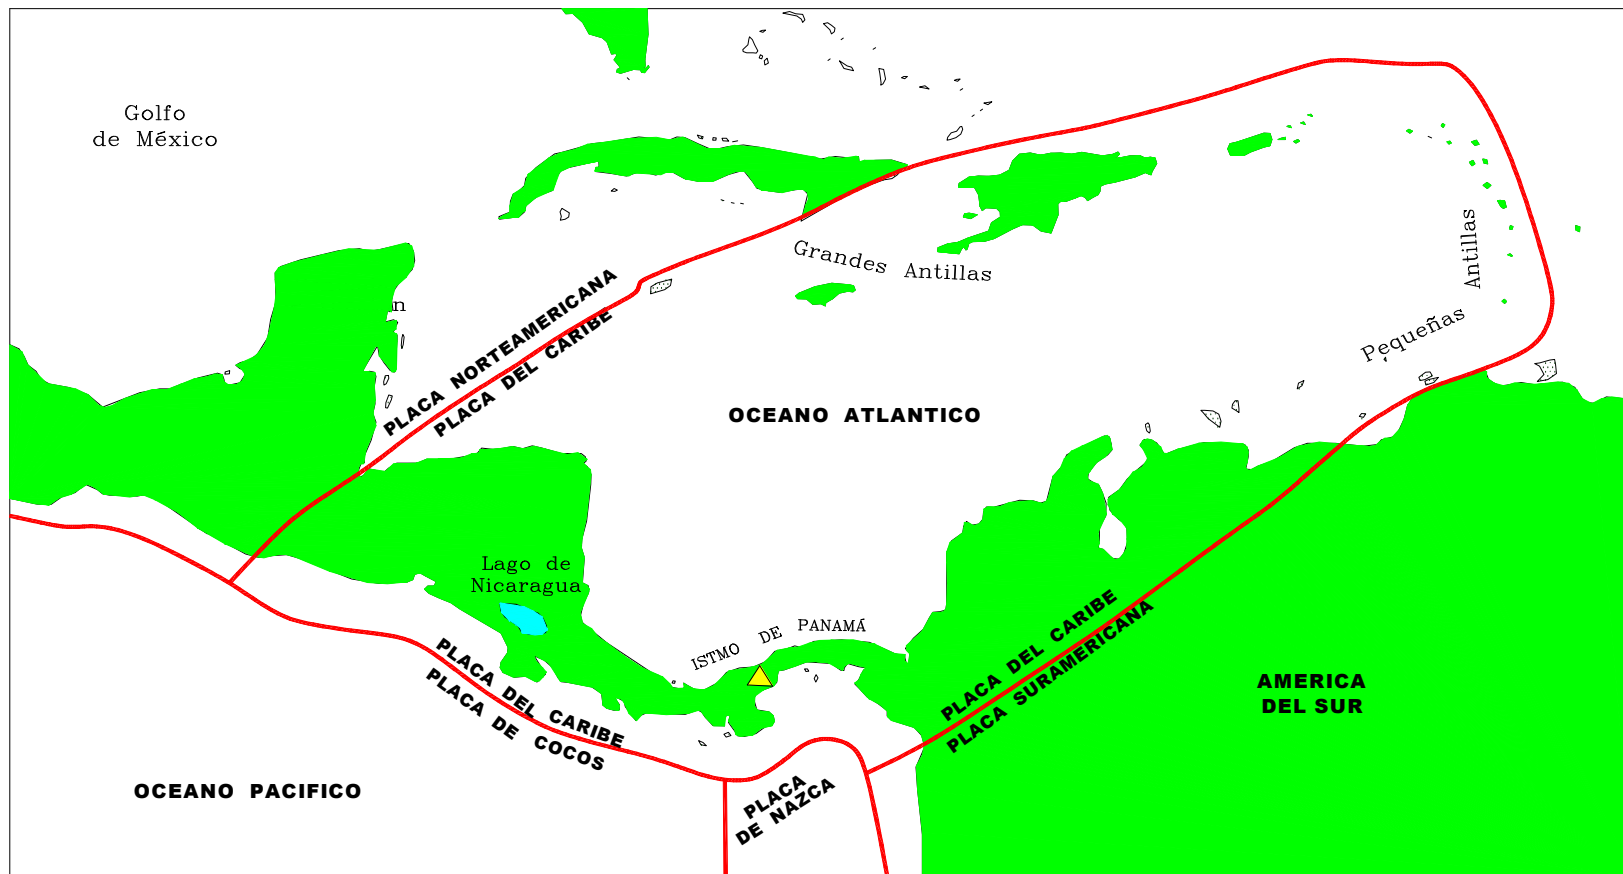 Golfo
de México
Grandes Antillas
Pequeñas
Antillas
n
PLACA NORTEAMERICANA
PLACA DEL CARIBE
OCEANO ATLANTICO
Lago de
Nicaragua
ISTMO DE PANAMÁ
PLACA DEL CARIBE
PLACA SURAMERICANA
AMERICA
DEL SUR
PLACA DEL CARIBE
PLACA DE COCOS
OCEANO PACIFICO
PLACA
DE NAZCA